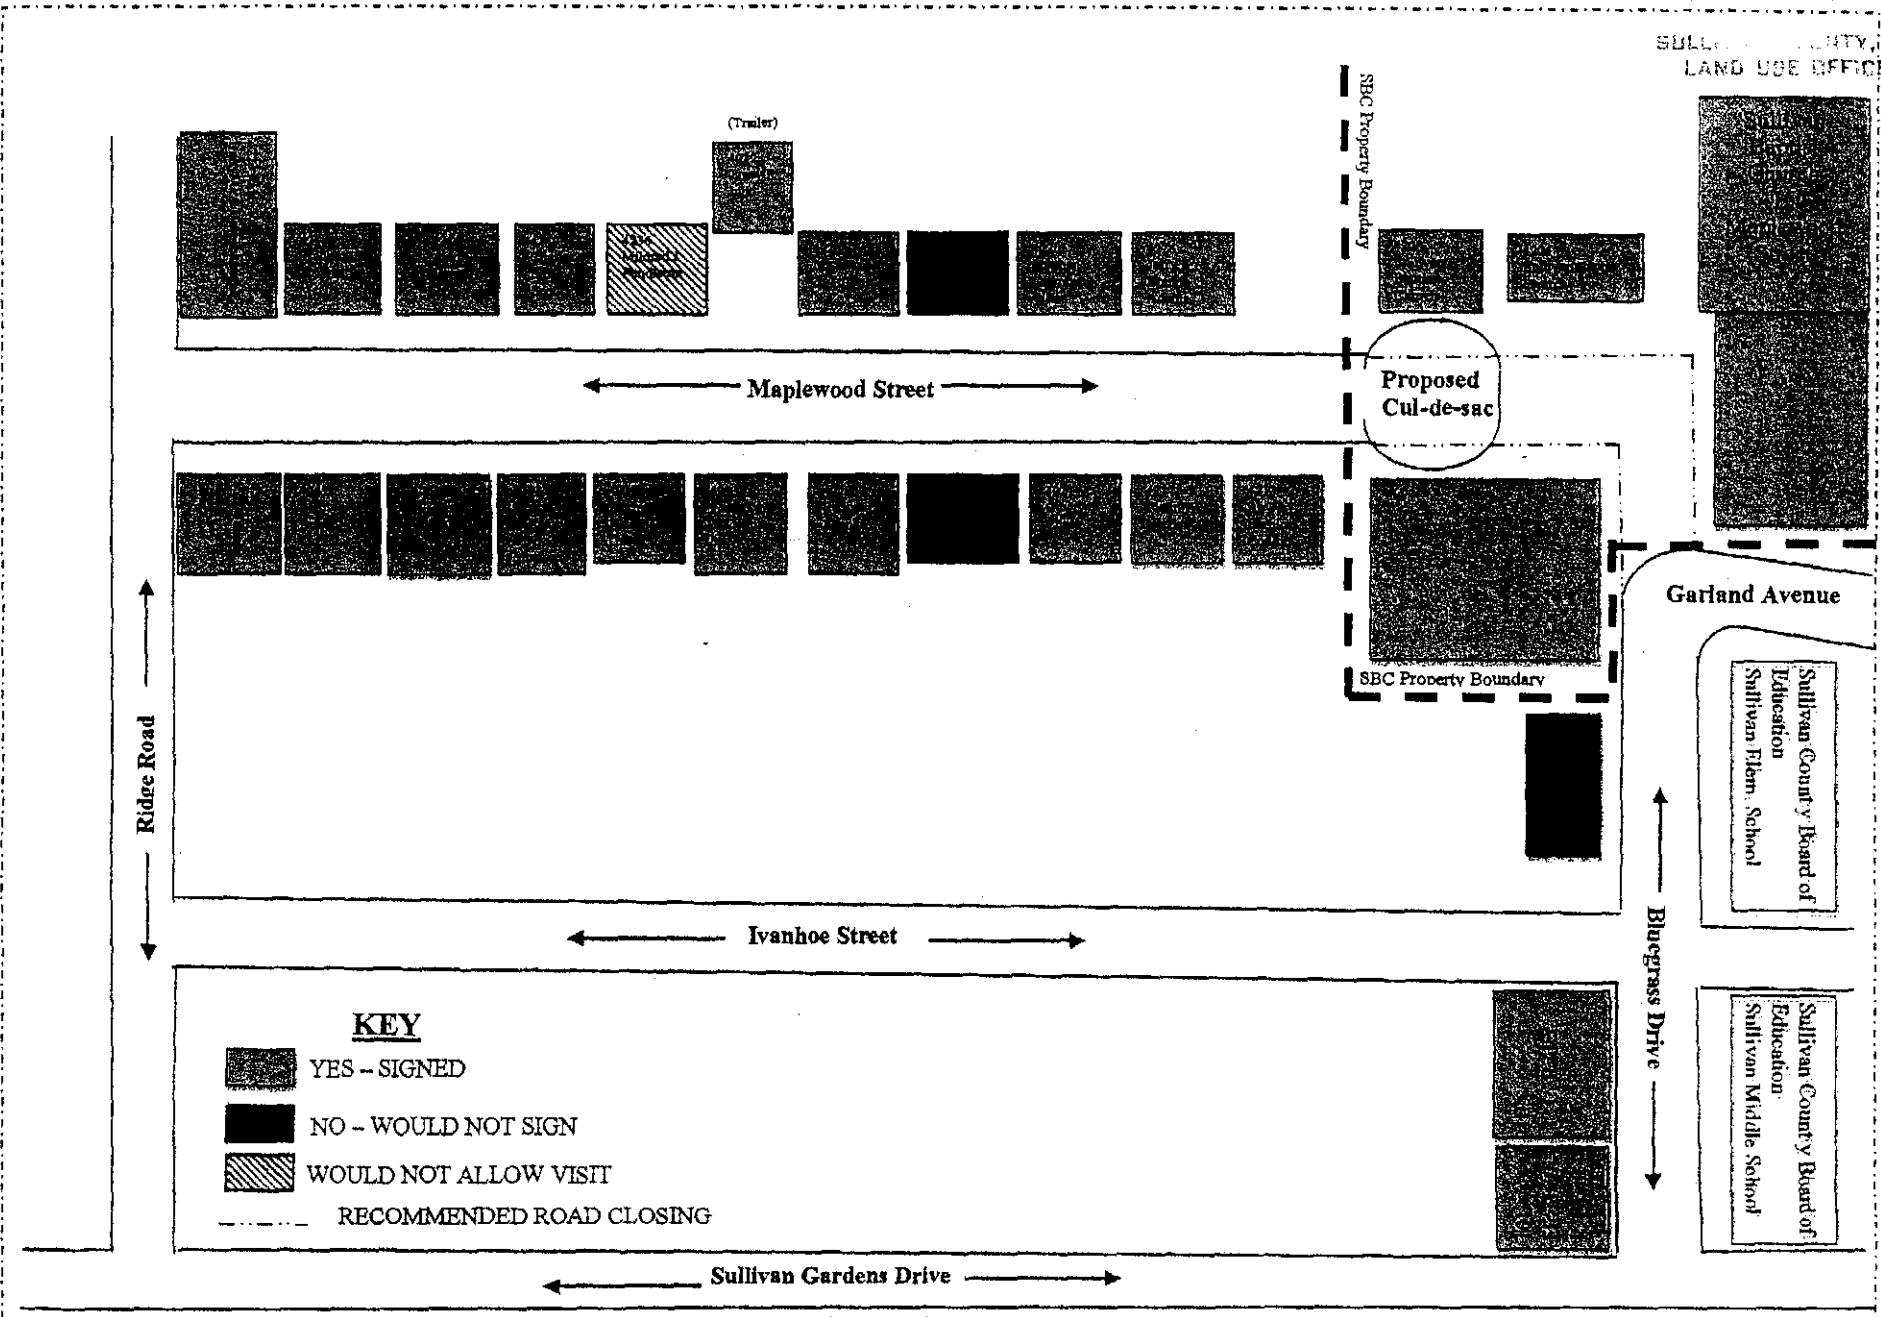 LAND USE OFFICE
(Trailer)
SBC Property Boundary
Maplewood Street
Proposed
Cul-de-sac
Garland Avenue
SBC Property Boundary
Ridge Road
Sullivan County Board of
Education
Sullivan Elem. School
Ivanhoe Street
Bluegrass Drive
KEY
YES – SIGNED
NO – WOULD NOT SIGN
WOULD NOT ALLOW VISIT
RECOMMENDED ROAD CLOSING
Sullivan County Board of
Education
Sullivan Middle School
Sullivan Gardens Drive